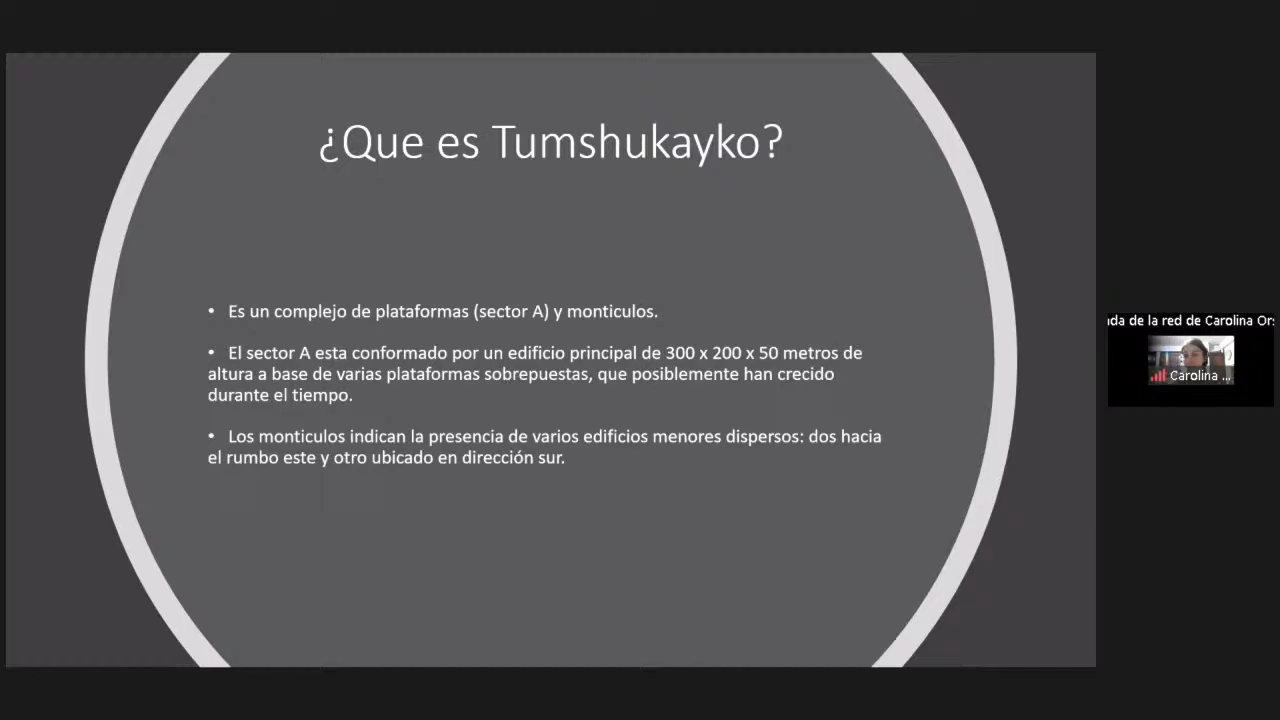 ¿Que es Tumshukayko?
• Es un complejo de plataformas (sector A) y monticulos.
• El sector A esta conformado por un edificio principal de 300 x 200 x 50 metros de
altura a base de varias plataformas sobrepuestas, que posiblemente han crecido
durante el tiempo.
• Los monticulos indican la presencia de varios edificios menores dispersos: dos hacia
el rumbo este y otro ubicado en dirección sur.
de la red de Carolina
Carolina ...